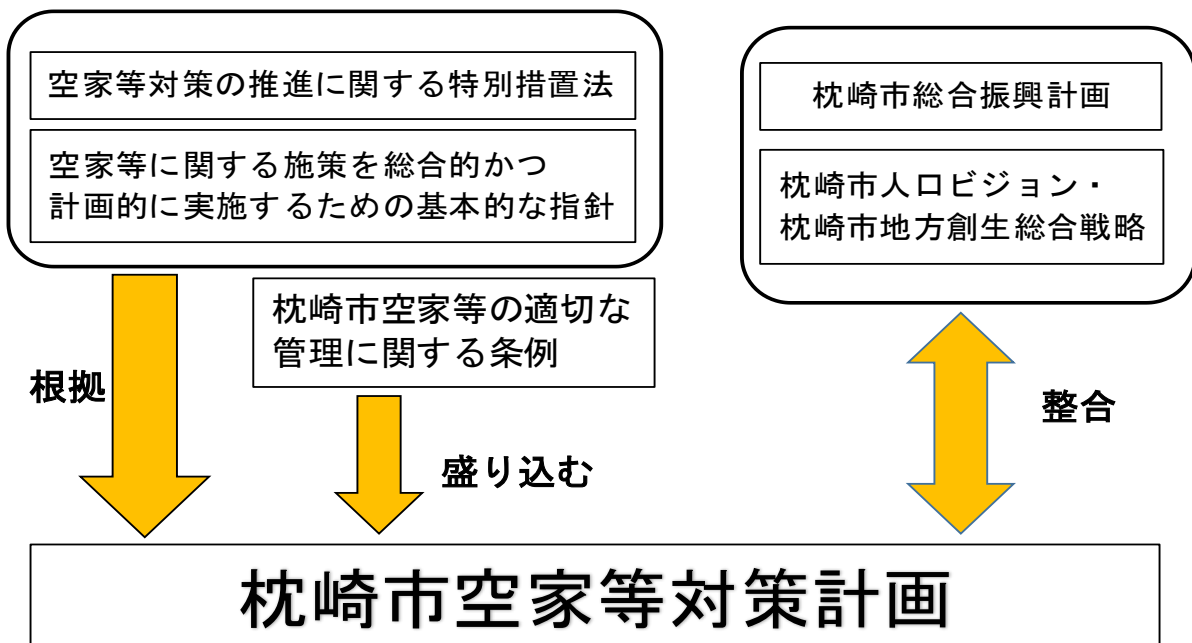 空家等対策の推進に関する特別措置法
空家等に関する施策を総合的かつ
計画的に実施するための基本的な指針
枕崎市総合振興計画
枕崎市人口ビジョン・
枕崎市地方創生総合戦略
枕崎市空家等の適切な
管理に関する条例
根拠
盛り込む
整合
枕崎市空家等対策計画